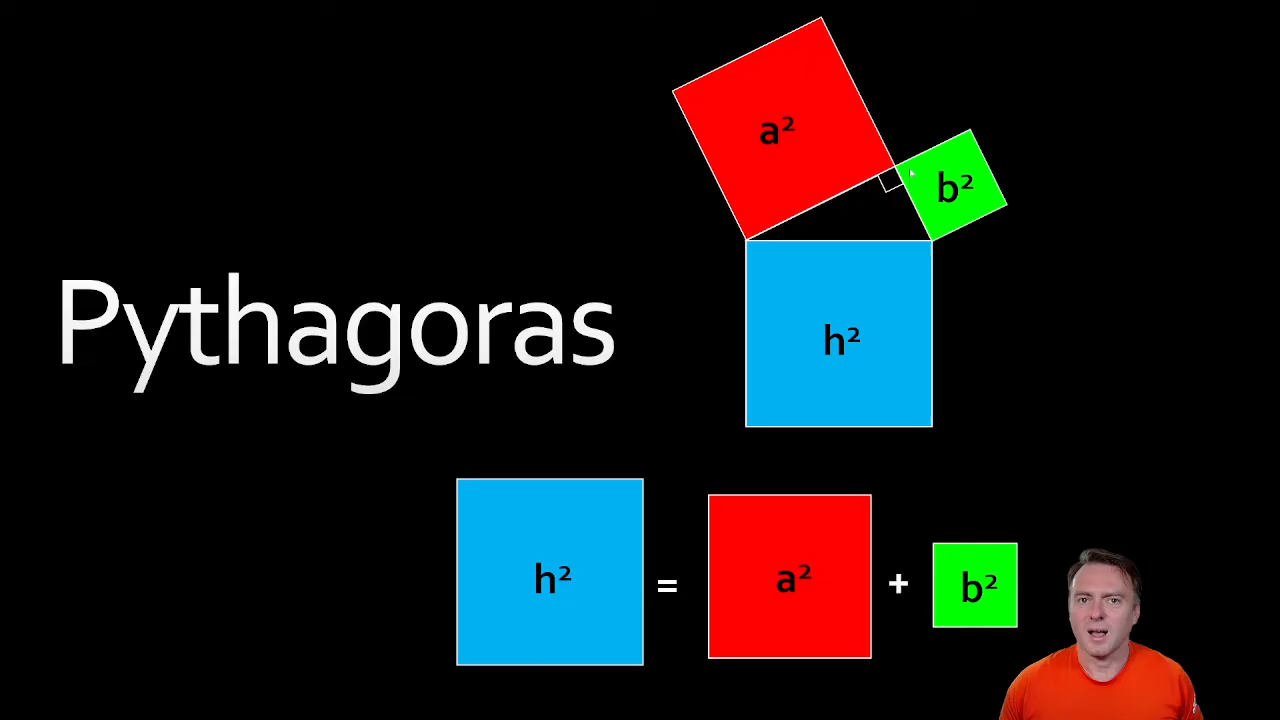 a²
b²
h²
Pythagoras
h² = a² + b²